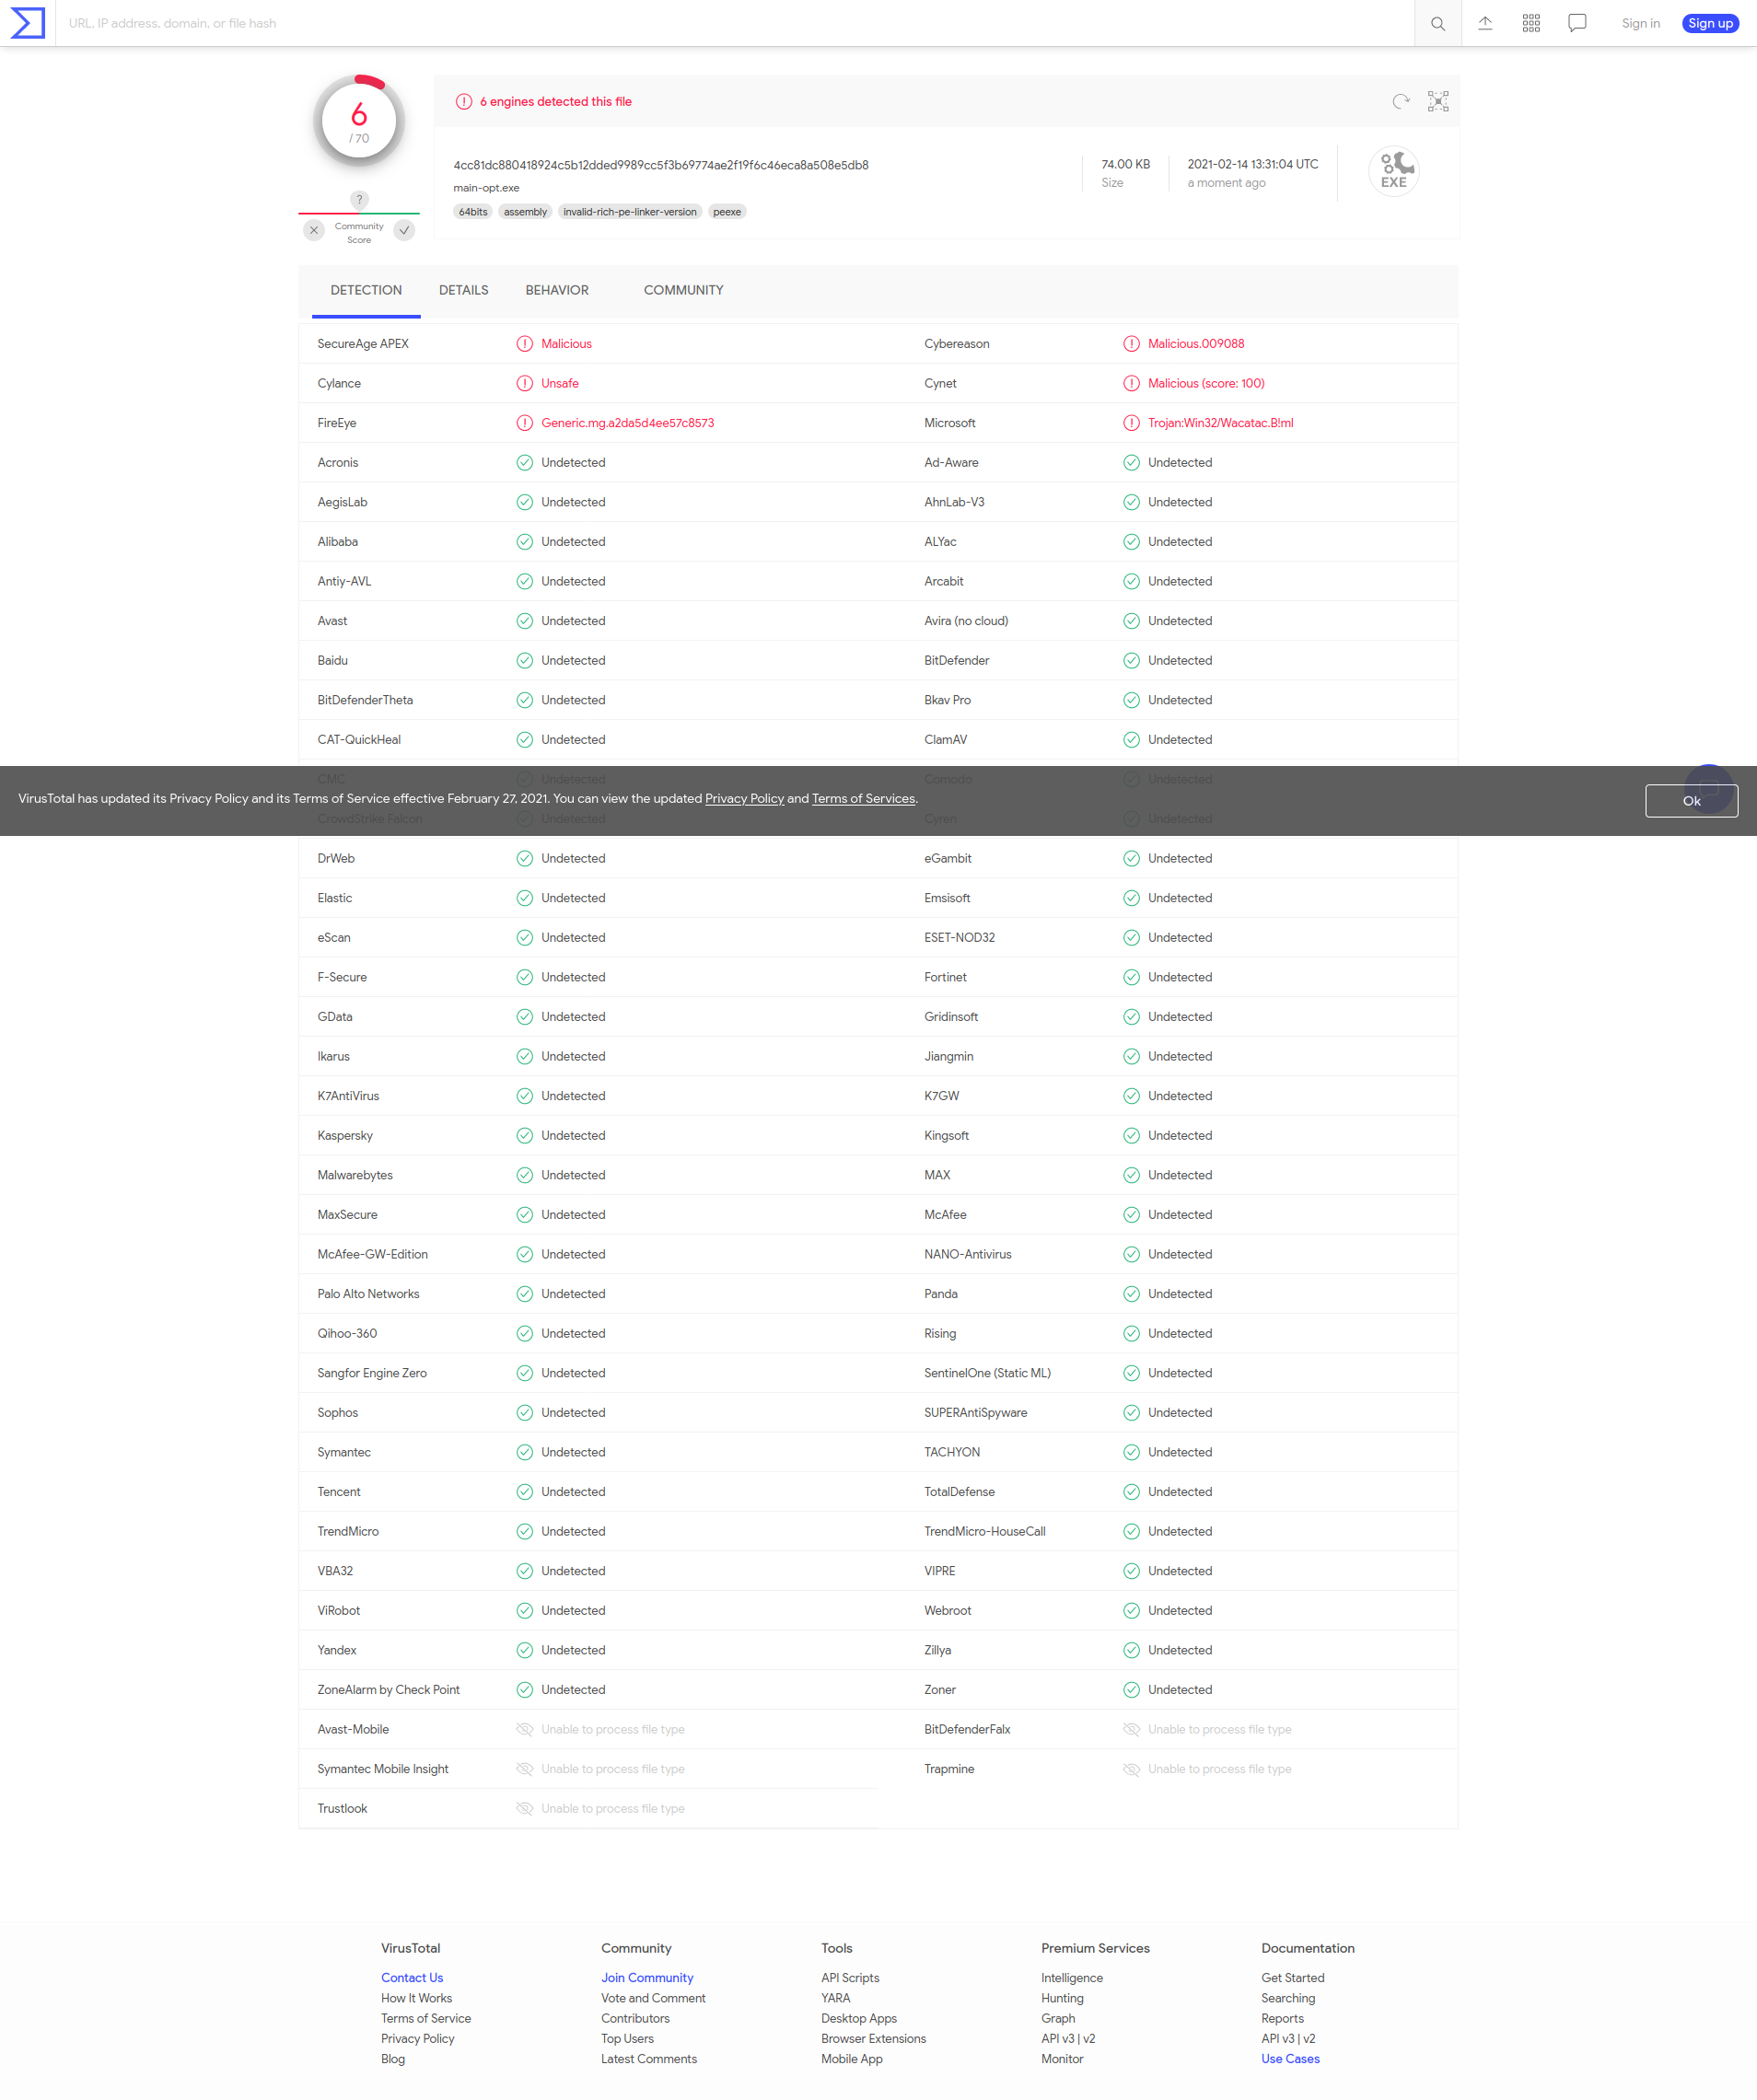 URL, IP address, domain, or file hash
Sign in
Sign up
6
/ 70
6 engines detected this file
4cc81dc880418924c5b12dded9989cc5f3b69774ae2f19f6c46eca8a508e5db8
main-opt.exe
64bits assembly invalid-rich-pe-linker-version peexe
74.00 KB
Size
2021-02-14 13:31:04 UTC
a moment ago
EXE
?
Community
Score
DETECTION DETAILS BEHAVIOR COMMUNITY
SecureAge APEX Malicious Cybereason Malicious.009088
Cylance Unsafe Cynet Malicious (score: 100)
FireEye Generic.mg.a2da5d4ee57c8573 Microsoft Trojan:Win32/Wacatac.B!ml
Acronis Undetected Ad-Aware Undetected
AegisLab Undetected AhnLab-V3 Undetected
Alibaba Undetected ALYac Undetected
Antiy-AVL Undetected Arcabit Undetected
Avast Undetected Avira (no cloud) Undetected
Baidu Undetected BitDefender Undetected
BitDefenderTheta Undetected Bkav Pro Undetected
CAT-QuickHeal Undetected ClamAV Undetected
CMC Undetected Comodo Undetected
VirusTotal has updated its Privacy Policy and its Terms of Service effective February 27, 2021. You can view the updated Privacy Policy and Terms of Services.
Ok
CrowdStrike Falcon Undetected Cyren Undetected
DrWeb Undetected eGambit Undetected
Elastic Undetected Emsisoft Undetected
eScan Undetected ESET-NOD32 Undetected
F-Secure Undetected Fortinet Undetected
GData Undetected Gridinsoft Undetected
Ikarus Undetected Jiangmin Undetected
K7AntiVirus Undetected K7GW Undetected
Kaspersky Undetected Kingsoft Undetected
Malwarebytes Undetected MAX Undetected
MaxSecure Undetected McAfee Undetected
McAfee-GW-Edition Undetected NANO-Antivirus Undetected
Palo Alto Networks Undetected Panda Undetected
Qihoo-360 Undetected Rising Undetected
Sangfor Engine Zero Undetected SentinelOne (Static ML) Undetected
Sophos Undetected SUPERAntiSpyware Undetected
Symantec Undetected TACHYON Undetected
Tencent Undetected TotalDefense Undetected
TrendMicro Undetected TrendMicro-HouseCall Undetected
VBA32 Undetected VIPRE Undetected
ViRobot Undetected Webroot Undetected
Yandex Undetected Zillya Undetected
ZoneAlarm by Check Point Undetected Zoner Undetected
Avast-Mobile Unable to process file type BitDefenderFalx Unable to process file type
Symantec Mobile Insight Unable to process file type Trapmine Unable to process file type
Trustlook Unable to process file type
VirusTotal
Contact Us
How It Works
Terms of Service
Privacy Policy
Blog
Community
Join Community
Vote and Comment
Contributors
Top Users
Latest Comments
Tools
API Scripts
YARA
Desktop Apps
Browser Extensions
Mobile App
Premium Services
Intelligence
Hunting
Graph
API v3 | v2
Monitor
Documentation
Get Started
Searching
Reports
API v3 | v2
Use Cases